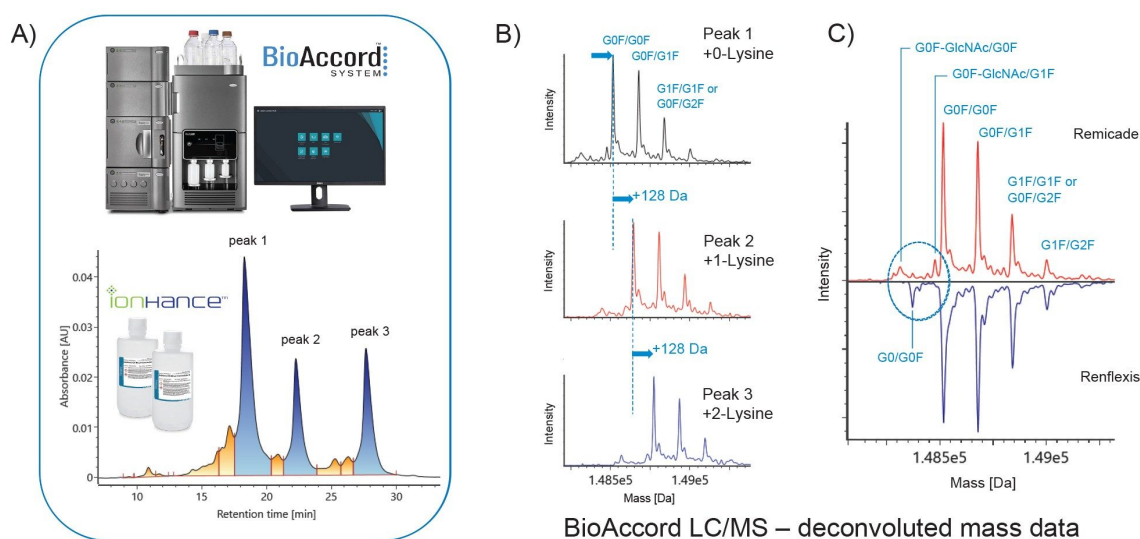 A)
BioAccord™
SYSTEM
ionHance™
peak 1
peak 2
peak 3
Absorbance [AU]
0.04
0.03
0.02
0.01
0
10
15
20
25
30
Retention time [min]
B)
Peak 1
+0-Lysine
G0F/G0F
G0F/G1F
G1F/G1F or
G0F/G2F
Intensity
+128 Da
Peak 2
+1-Lysine
Intensity
+128 Da
Peak 3
+2-Lysine
Intensity
1.485e5
1.49e5
Mass [Da]
C)
G0F-GlcNAc/G0F
G0F-GlcNAc/G1F
G0F/G0F
G0F/G1F
Remicade
G1F/G1F or
G0F/G2F
G1F/G2F
Intensity
G0/G0F
Renflexis
1.485e5
1.49e5
Mass [Da]
BioAccord LC/MS – deconvoluted mass data